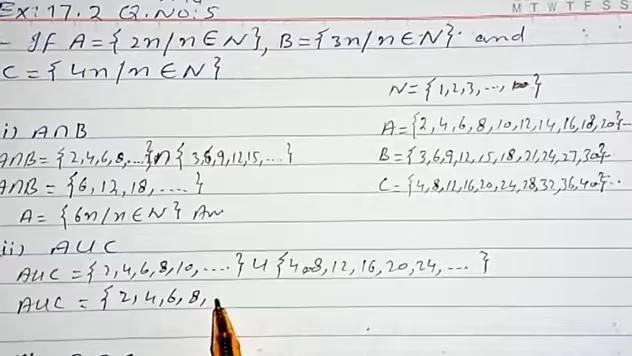 Ex:17.2 Q.No:5
M T W T F S S
- If A={2n/n∈N}, B={3n/n∈N}. and
C={4n/n∈N}
N={1,2,3,...,∞}
i) A∩B
A={2,4,6,8,10,12,14,16,18,20}...
A∩B={2,4,6,8,...}∩{3,6,9,12,15,....}
B={3,6,9,12,15,18,21,24,27,30}...
A∩B={6,12,18,.....}
C={4,8,12,16,20,24,28,32,36,40}...
A={6n/n∈N} Ans
ii) A∪C
A∪C={2,4,6,8,10,.....}∪{4,8,12,16,20,24,...}
A∪C={2,4,6,8,